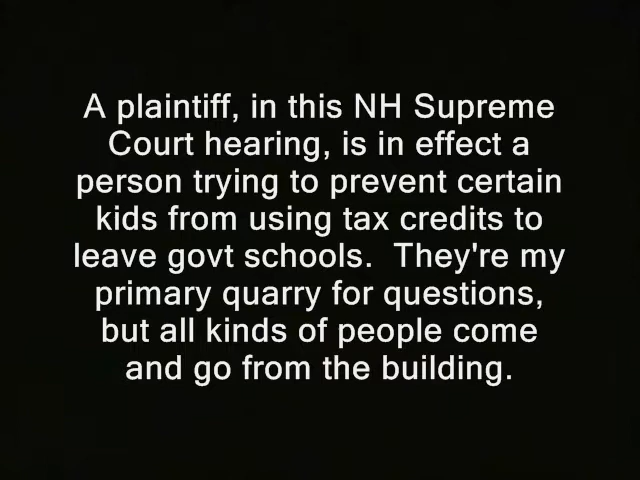 A plaintiff, in this NH Supreme
Court hearing, is in effect a
person trying to prevent certain
kids from using tax credits to
leave govt schools.  They're my
primary quarry for questions,
but all kinds of people come
and go from the building.